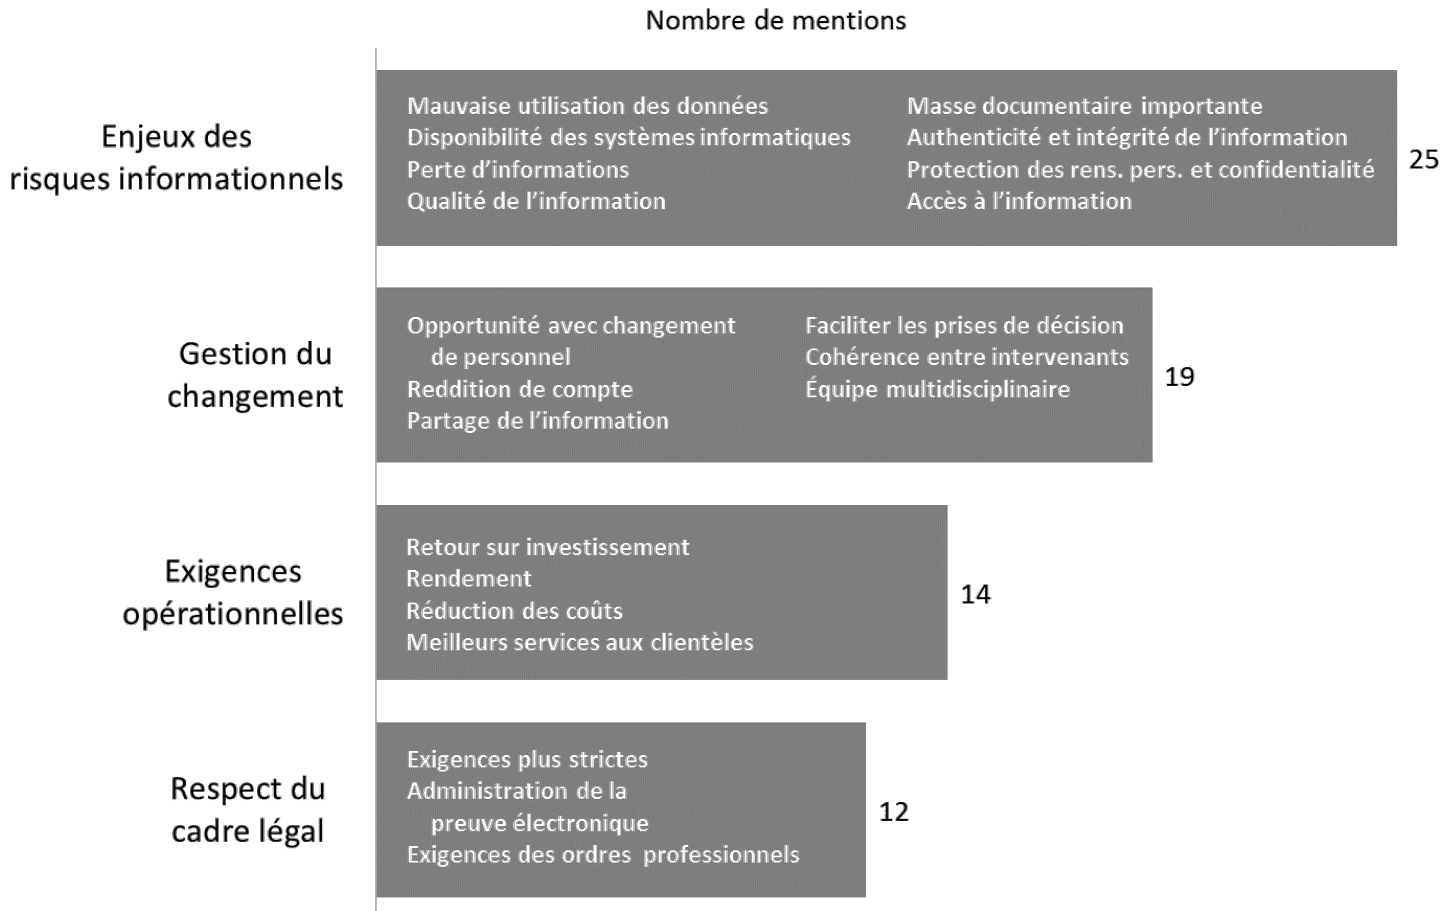 Nombre de mentions
Enjeux des
risques informationnels
Mauvaise utilisation des données
Disponibilité des systèmes informatiques
Perte d'informations
Qualité de l'information
Masse documentaire importante
Authenticité et intégrité de l'information
Protection des rens. pers. et confidentialité
Accès à l'information
25
Gestion du
changement
Opportunité avec changement
de personnel
Reddition de compte
Partage de l'information
Faciliter les prises de décision
Cohérence entre intervenants
Équipe multidisciplinaire
19
Exigences
opérationnelles
Retour sur investissement
Rendement
Réduction des coûts
Meilleurs services aux clientèles
14
Respect du
cadre légal
Exigences plus strictes
Administration de la
preuve électronique
Exigences des ordres professionnels
12